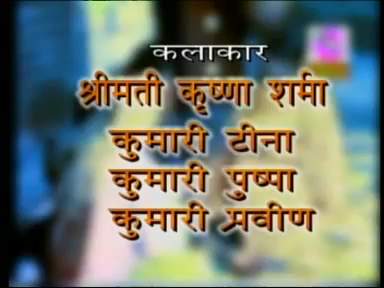 कलाकार
श्रीमती कृष्णा शर्मा
कुमारी टीना
कुमारी पुष्पा
कुमारी प्रवीण